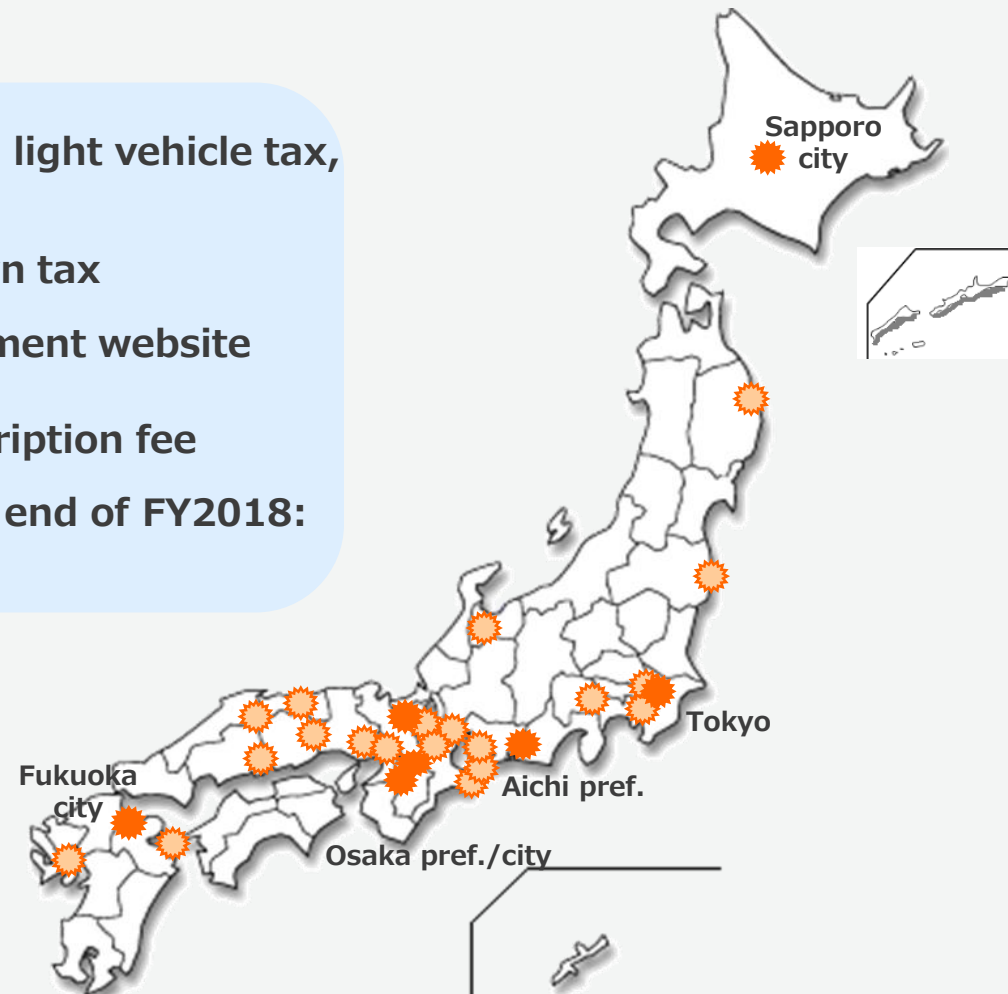 light vehicle tax,
n tax
ment website
ription fee
end of FY2018:
Sapporo
city
Tokyo
Aichi pref.
Fukuoka
city
Osaka pref./city